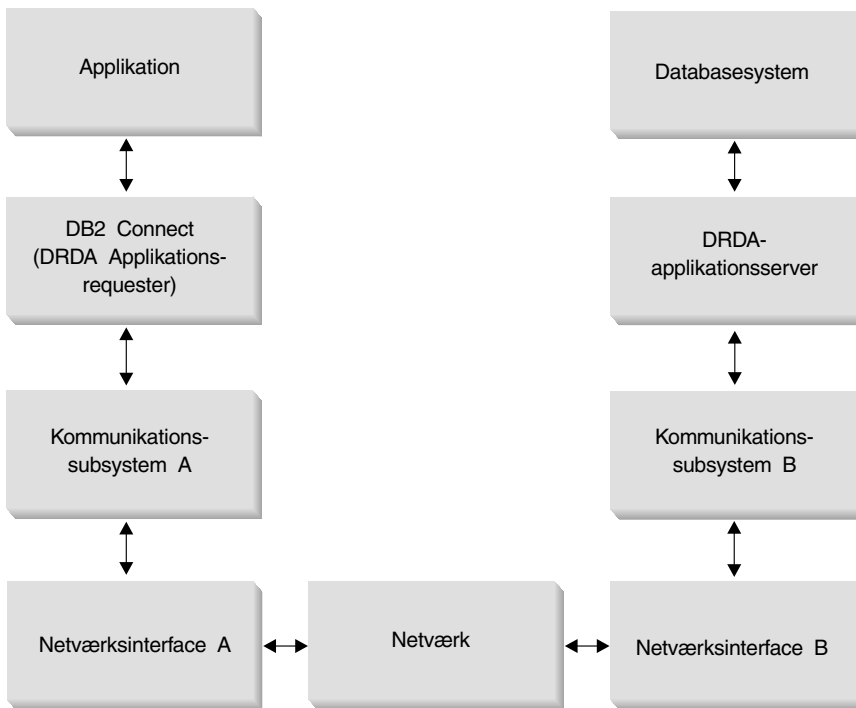 Applikation
Databasesystem
DB2 Connect
(DRDA Applikations-
requester)
DRDA-
applikationsserver
Kommunikations-
subsystem A
Kommunikations-
subsystem B
Netværksinterface A
Netværk
Netværksinterface B